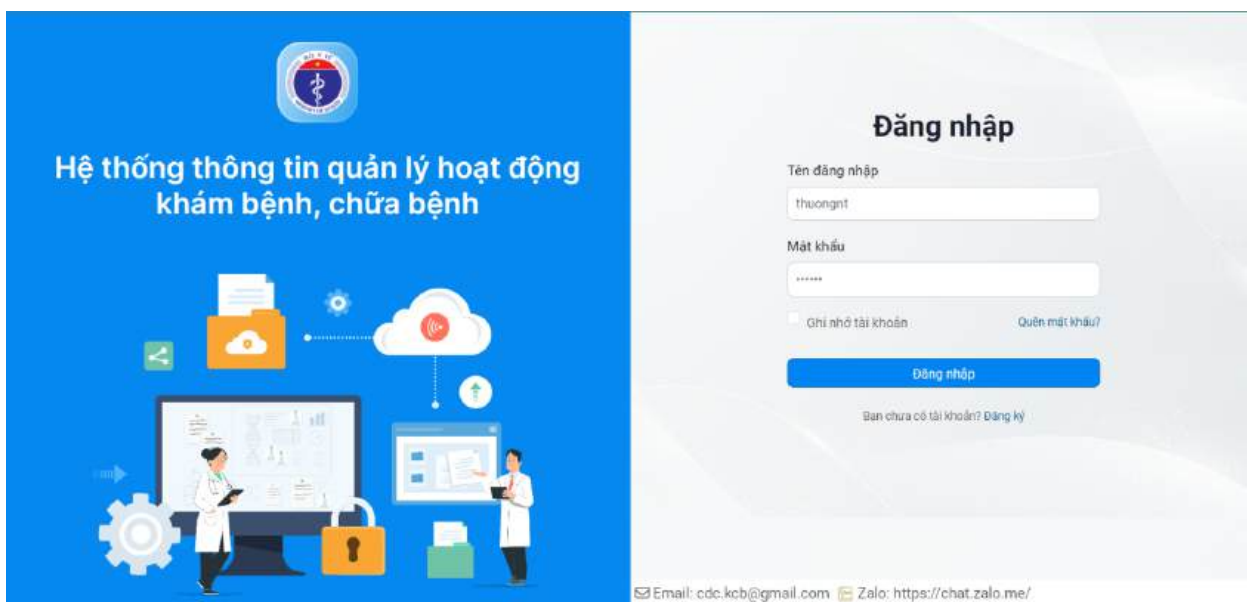 BỘ Y TẾ
Hệ thống thông tin quản lý hoạt động
khám bệnh, chữa bệnh
Đăng nhập
Tên đăng nhập
thuongnt
Mật khẩu
••••••
Ghi nhớ tài khoản
Quên mật khẩu?
Đăng nhập
Bạn chưa có tài khoản? Đăng ký
Email: cdc.kcb@gmail.com Zalo: https://chat.zalo.me/